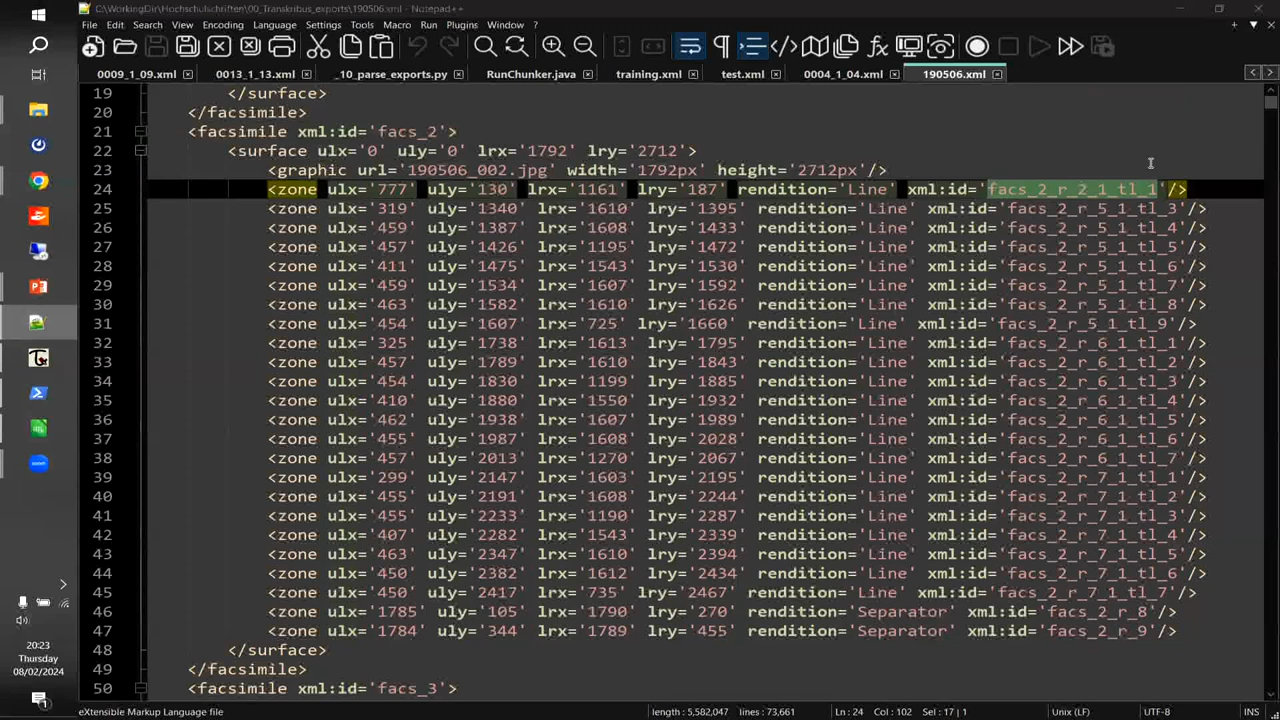 C:\WorkingDir\Hochschulschriften\00_Transkribus_exports\190506.xml - Notepad++
File Edit Search View Encoding Language Settings Tools Macro Run Plugins Window ?
0009_1_09.xml 0013_1_13.xml _10_parse_exports.py RunChunker.java training.xml test.xml 0004_1_04.xml 190506.xml
19 </surface>
20 </facsimile>
21 <facsimile xml:id='facs_2'>
22 <surface ulx='0' uly='0' lrx='1792' lry='2712'>
23 <graphic url='190506_002.jpg' width='1792px' height='2712px'/>
24 <zone ulx='777' uly='130' lrx='1161' lry='187' rendition='Line' xml:id='facs_2_r_2_1_tl_1'/>
25 <zone ulx='319' uly='1340' lrx='1610' lry='1395' rendition='Line' xml:id='facs_2_r_5_1_tl_3'/>
26 <zone ulx='459' uly='1387' lrx='1608' lry='1433' rendition='Line' xml:id='facs_2_r_5_1_tl_4'/>
27 <zone ulx='457' uly='1426' lrx='1195' lry='1472' rendition='Line' xml:id='facs_2_r_5_1_tl_5'/>
28 <zone ulx='411' uly='1475' lrx='1543' lry='1530' rendition='Line' xml:id='facs_2_r_5_1_tl_6'/>
29 <zone ulx='459' uly='1534' lrx='1607' lry='1592' rendition='Line' xml:id='facs_2_r_5_1_tl_7'/>
30 <zone ulx='463' uly='1582' lrx='1610' lry='1626' rendition='Line' xml:id='facs_2_r_5_1_tl_8'/>
31 <zone ulx='454' uly='1607' lrx='725' lry='1660' rendition='Line' xml:id='facs_2_r_5_1_tl_9'/>
32 <zone ulx='325' uly='1738' lrx='1613' lry='1795' rendition='Line' xml:id='facs_2_r_6_1_tl_1'/>
33 <zone ulx='457' uly='1789' lrx='1610' lry='1843' rendition='Line' xml:id='facs_2_r_6_1_tl_2'/>
34 <zone ulx='454' uly='1830' lrx='1199' lry='1885' rendition='Line' xml:id='facs_2_r_6_1_tl_3'/>
35 <zone ulx='410' uly='1880' lrx='1550' lry='1932' rendition='Line' xml:id='facs_2_r_6_1_tl_4'/>
36 <zone ulx='462' uly='1938' lrx='1607' lry='1989' rendition='Line' xml:id='facs_2_r_6_1_tl_5'/>
37 <zone ulx='455' uly='1987' lrx='1608' lry='2028' rendition='Line' xml:id='facs_2_r_6_1_tl_6'/>
38 <zone ulx='457' uly='2013' lrx='1270' lry='2067' rendition='Line' xml:id='facs_2_r_6_1_tl_7'/>
39 <zone ulx='299' uly='2147' lrx='1603' lry='2195' rendition='Line' xml:id='facs_2_r_7_1_tl_1'/>
40 <zone ulx='455' uly='2191' lrx='1608' lry='2244' rendition='Line' xml:id='facs_2_r_7_1_tl_2'/>
41 <zone ulx='455' uly='2233' lrx='1190' lry='2287' rendition='Line' xml:id='facs_2_r_7_1_tl_3'/>
42 <zone ulx='407' uly='2282' lrx='1543' lry='2339' rendition='Line' xml:id='facs_2_r_7_1_tl_4'/>
43 <zone ulx='463' uly='2347' lrx='1610' lry='2394' rendition='Line' xml:id='facs_2_r_7_1_tl_5'/>
44 <zone ulx='450' uly='2382' lrx='1612' lry='2434' rendition='Line' xml:id='facs_2_r_7_1_tl_6'/>
45 <zone ulx='450' uly='2417' lrx='735' lry='2467' rendition='Line' xml:id='facs_2_r_7_1_tl_7'/>
46 <zone ulx='1785' uly='105' lrx='1790' lry='270' rendition='Separator' xml:id='facs_2_r_8'/>
47 <zone ulx='1784' uly='344' lrx='1789' lry='455' rendition='Separator' xml:id='facs_2_r_9'/>
48 </surface>
49 </facsimile>
50 <facsimile xml:id='facs_3'>
20:23
Thursday
08/02/2024
eXtensible Markup Language file length : 5,582,047 lines : 73,661 Ln : 24 Col : 102 Sel : 17 | 1 Unix (LF) UTF-8 INS